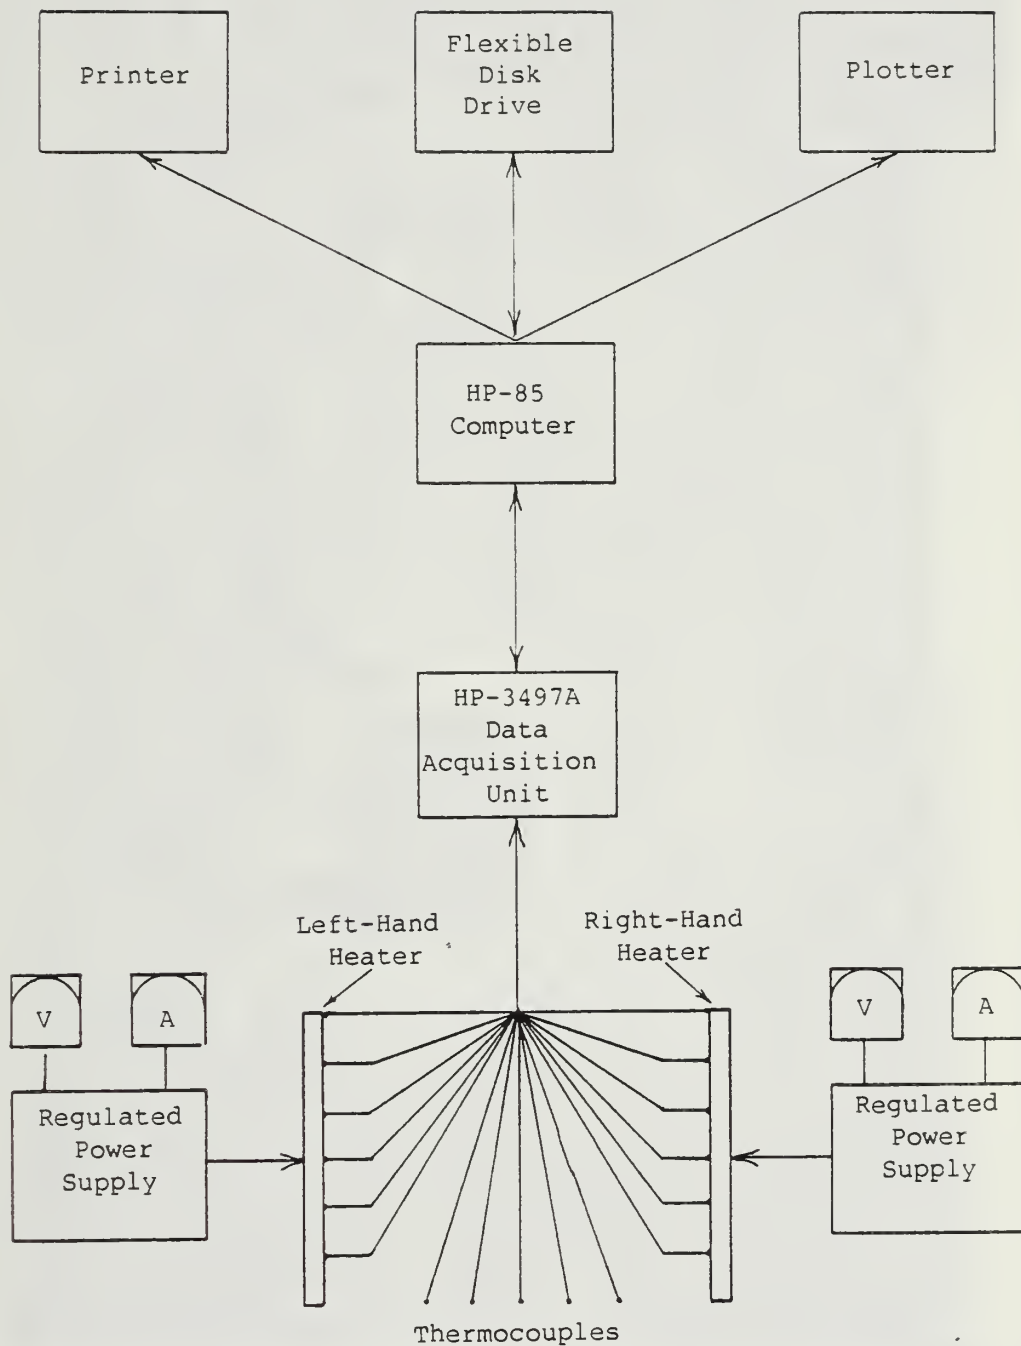 Printer
Flexible
Disk
Drive
Plotter
HP-85
Computer
HP-3497A
Data
Acquisition
Unit
Left-Hand
Heater
Right-Hand
Heater
V
A
V
A
Regulated
Power
Supply
Regulated
Power
Supply
Thermocouples